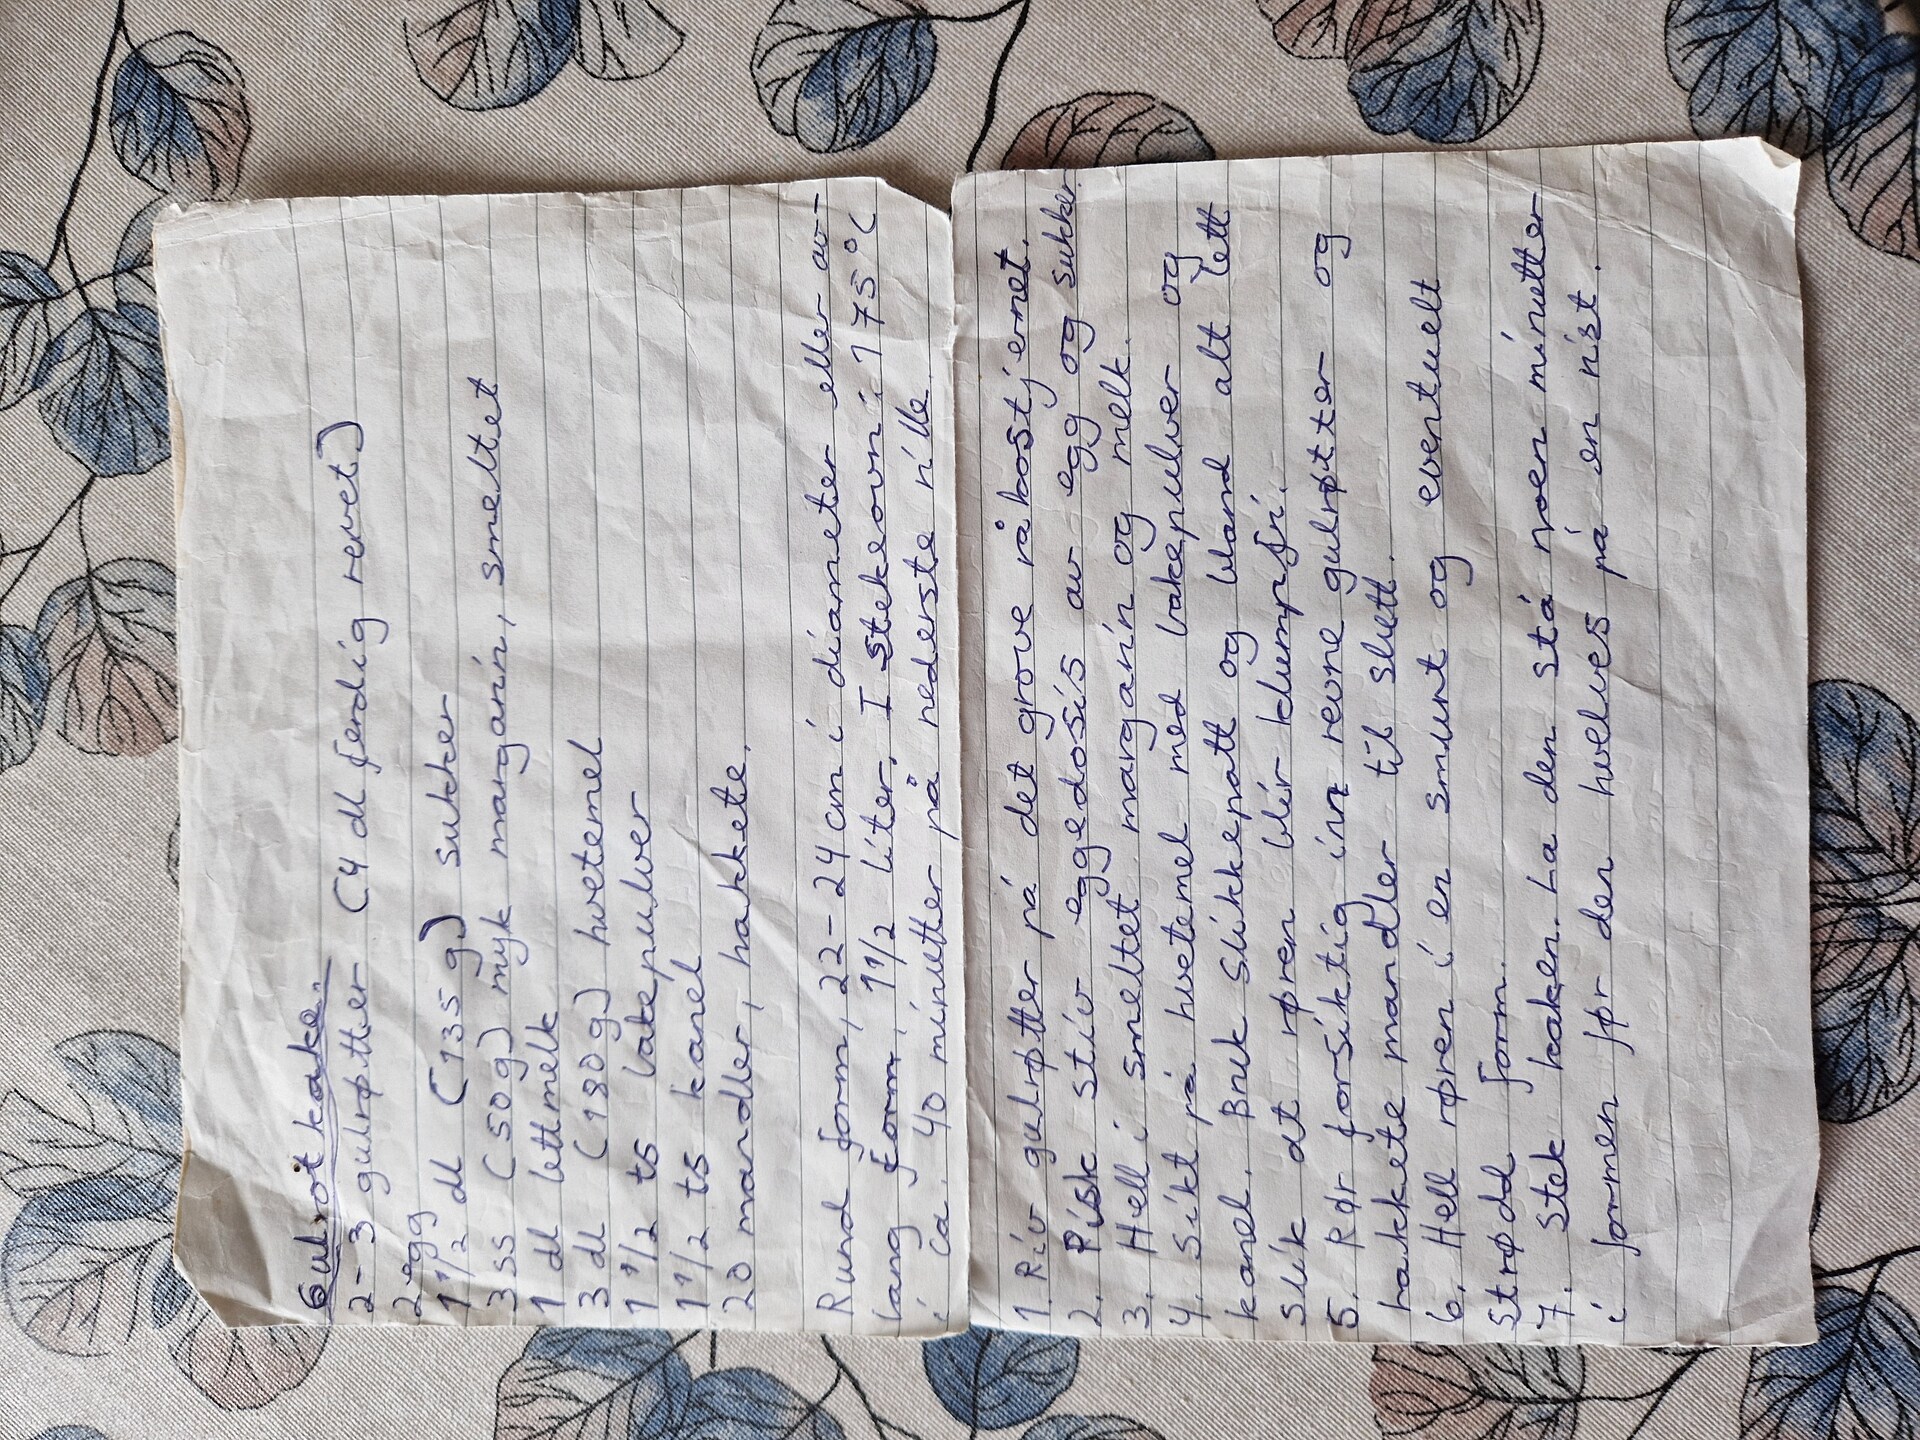 Gulrotkake.
2-3 gulrøtter (4 dl ferdig revet)
2 egg
1 1/2 dl (135 g) sukker
3 ss (50 g) myk margarin, smeltet
1 dl lettmelk
3 dl (180 g) hvetemel
1 1/2 ts bakepulver
1 1/2 ts kanel
20 mandler, hakkete.
Rund form, 22-24 cm i diameter eller av-
lang form, 1 1/2 liter. I stekeovn: 175 °C
i ca. 40 minutter på nederste rille.
1. Riv gulrøtter på det grove råkostjernet.
2. Pisk stiv eggedosis av egg og sukker.
3. Hell i smeltet margarin og melk.
4. Sikt på hvetemel med bakepulver og
kanel. Bruk slikkepott og bland alt lett
slik at røren blir klumpfri.
5. Rør forsiktig inn revne gulrøtter og
hakkete mandler til slutt.
6. Hell røren i en smurt og eventuelt
strødd form.
7. Stek kaken. La den stå noen minutter
i formen før den hvelves på en rist.